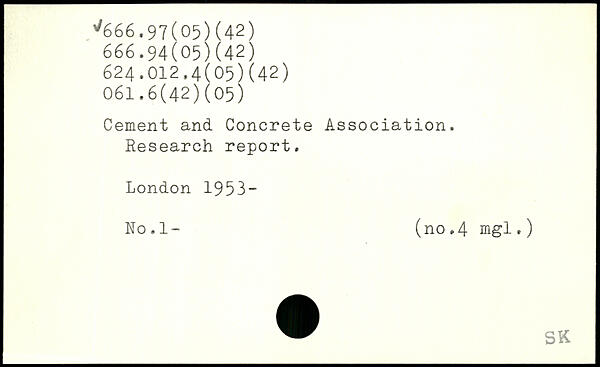 ✓666.97(05)(42)
666.94(05)(42)
624.012.4(05)(42)
061.6(42)(05)
Cement and Concrete Association.
Research report.
London 1953-
No.1- (no.4 mgl.)
SK